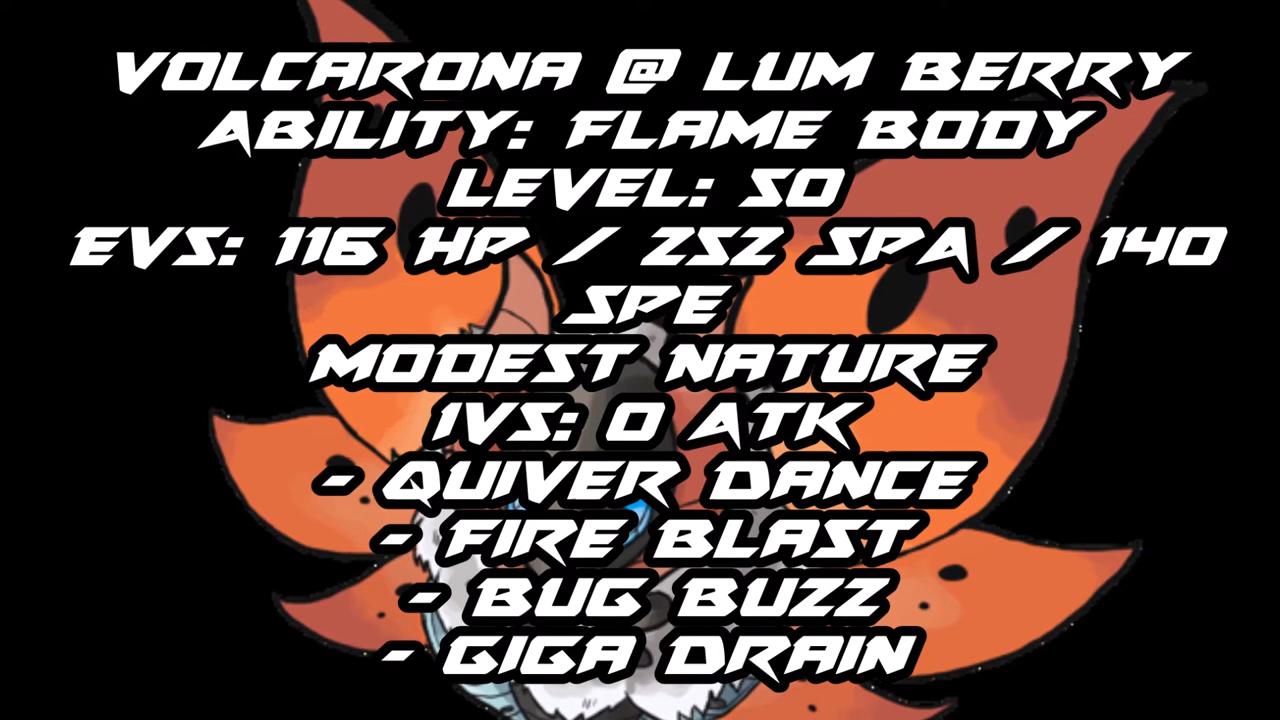 VOLCARONA @ LUM BERRY
ABILITY: FLAME BODY
LEVEL: 50
EVS: 116 HP / 252 SPA / 140
SPE
MODEST NATURE
IVS: 0 ATK
- QUIVER DANCE
- FIRE BLAST
- BUG BUZZ
- GIGA DRAIN